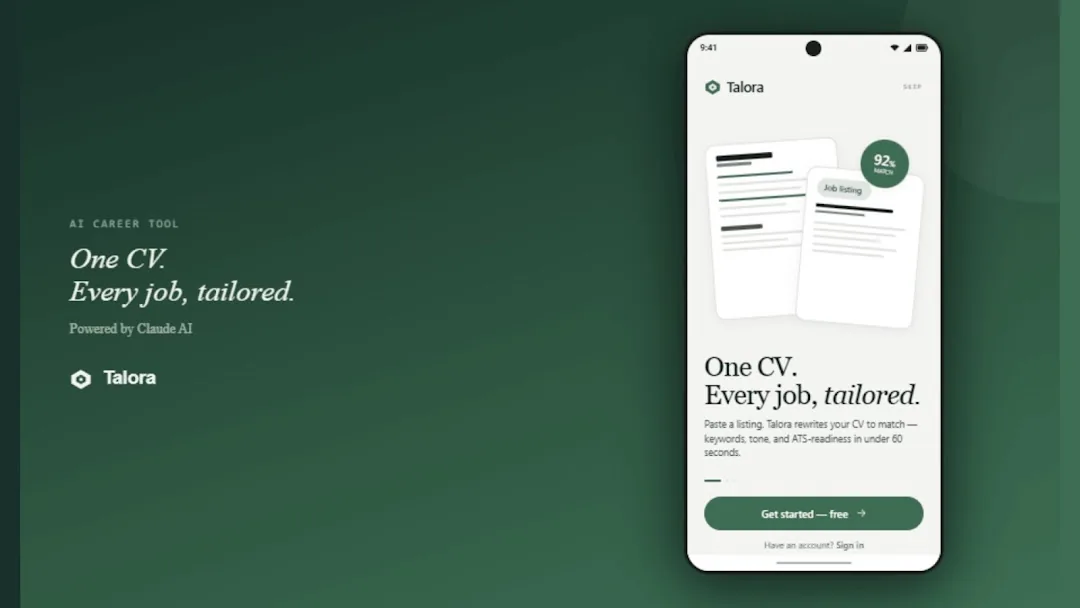 AI CAREER TOOL
One CV.
Every job, tailored.
Powered by Claude AI
Talora
9:41
Talora
SKIP
92%
MATCH
Job listing
One CV.
Every job, tailored.
Paste a listing. Talora rewrites your CV to match —
keywords, tone, and ATS-readiness in under 60
seconds.
Get started — free →
Have an account? Sign in